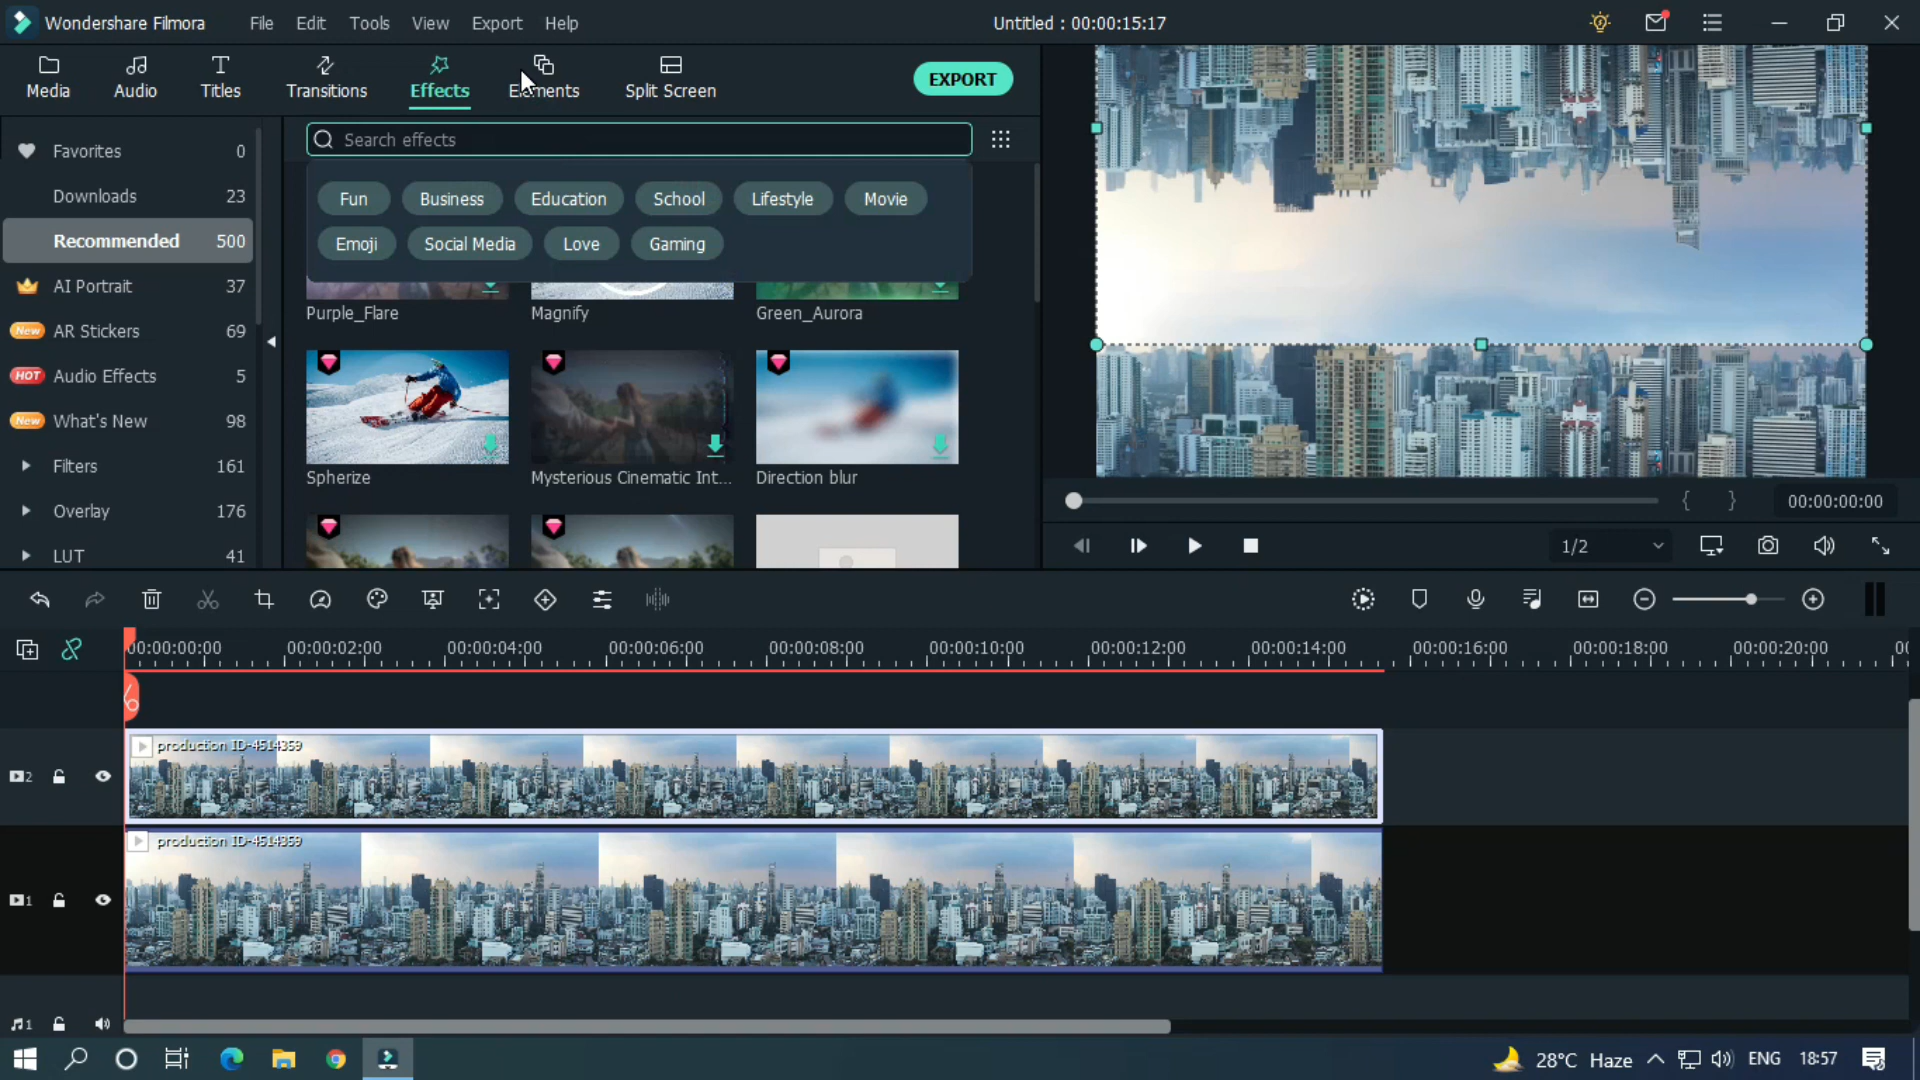 Wondershare Filmora File Edit Tools View Export Help Untitled : 00:00:15:17
Media Audio Titles Transitions Effects Elements Split Screen EXPORT
Favorites 0
Downloads 23
Recommended 500
AI Portrait 37
New AR Stickers 69
HOT Audio Effects 5
New What's New 98
Filters 161
Overlay 176
LUT 41
Search effects
Fun Business Education School Lifestyle Movie
Emoji Social Media Love Gaming
Purple_Flare Magnify Green_Aurora
Spherize Mysterious Cinematic Int... Direction blur
{ } 00:00:00:00
1/2
00:00:00:00 00:00:02:00 00:00:04:00 00:00:06:00 00:00:08:00 00:00:10:00 00:00:12:00 00:00:14:00 00:00:16:00 00:00:18:00 00:00:20:00
production ID-4514359
2
production ID-4514359
1
1
28°C Haze ENG 18:57